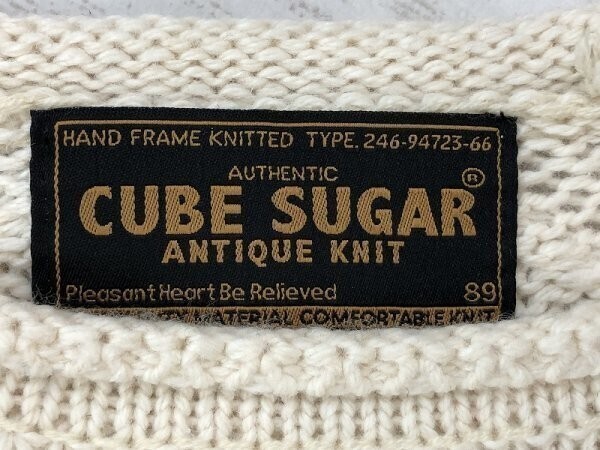 HAND FRAME KNITTED TYPE. 246-94723-66
AUTHENTIC
CUBE SUGAR ®
ANTIQUE KNIT
Pleasant Heart Be Relieved 89
MATERIAL COMFORTABLE KNIT